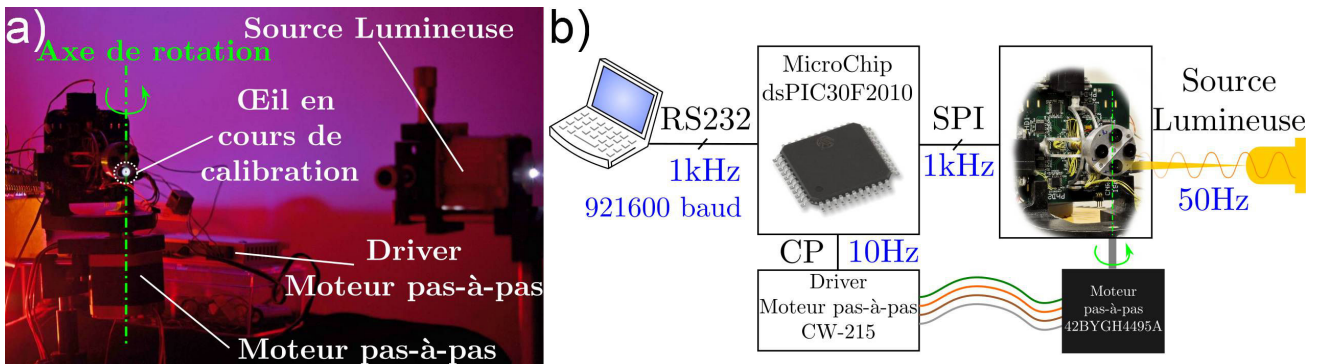 a)
Axe de rotation
Source Lumineuse
Œil en
cours de
calibration
Driver
Moteur pas-à-pas
Moteur pas-à-pas
b)
RS232
1kHz
921600 baud
MicroChip
dsPIC30F2010
SPI
1kHz
Source
Lumineuse
50Hz
CP
10Hz
Driver
Moteur pas-à-pas
CW-215
Moteur
pas-à-pas
42BYGH4495A